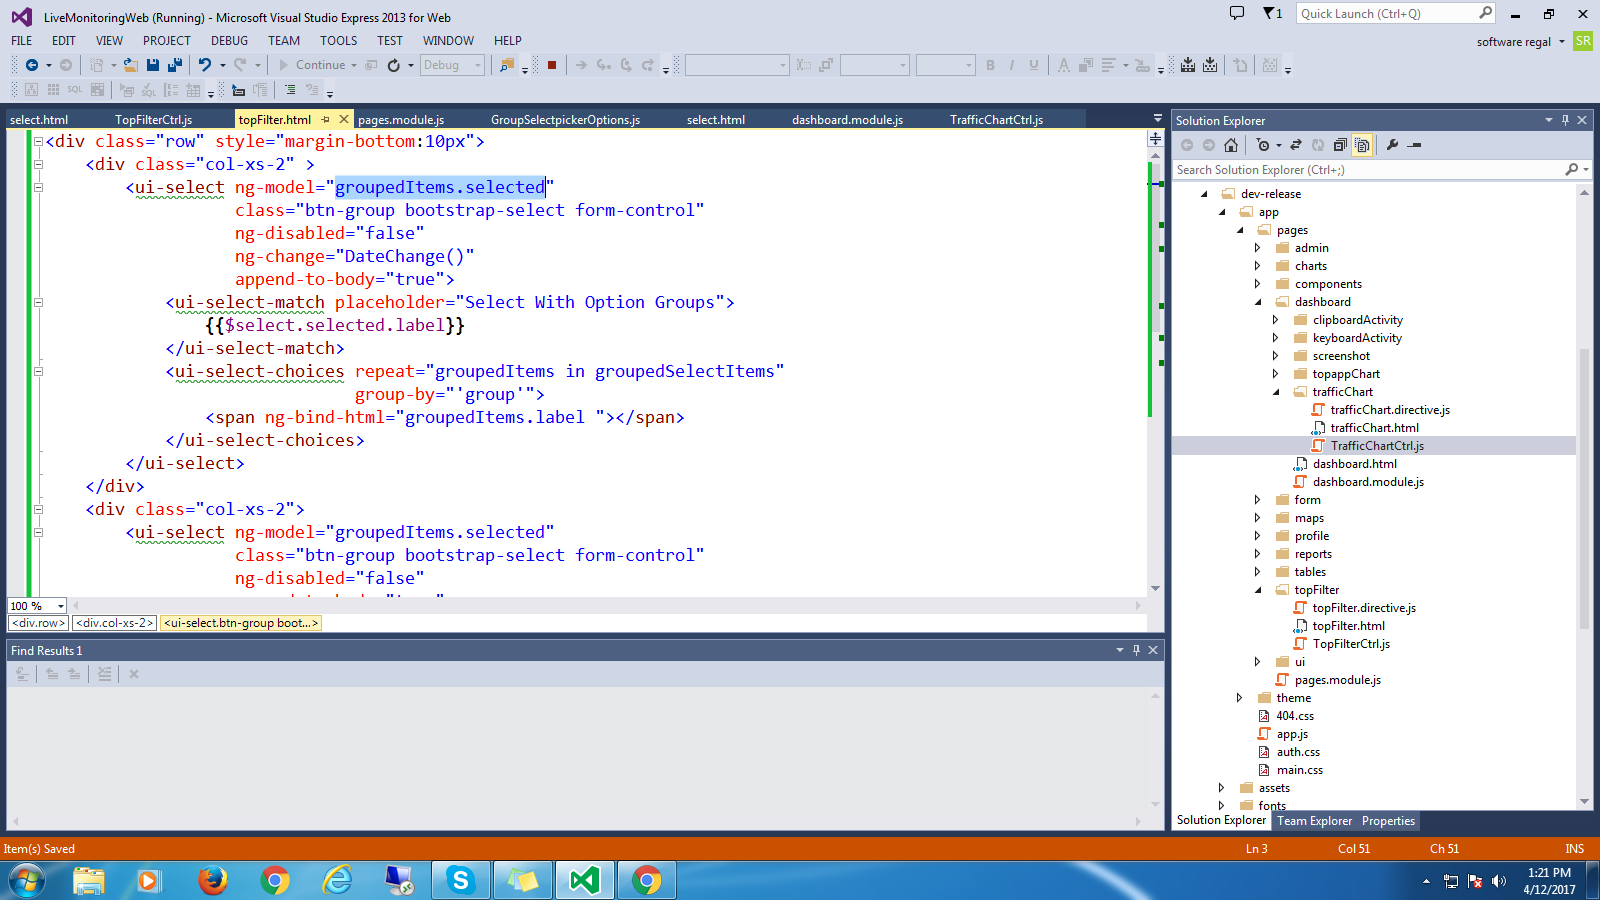 LiveMonitoringWeb (Running) - Microsoft Visual Studio Express 2013 for Web
1
Quick Launch (Ctrl+Q)
FILE EDIT VIEW PROJECT DEBUG TEAM TOOLS TEST WINDOW HELP
software regal SR
Continue Debug
B I U A
SQL SQL
select.html TopFilterCtrl.js topFilter.html pages.module.js GroupSelectpickerOptions.js select.html dashboard.module.js TrafficChartCtrl.js
<div class="row" style="margin-bottom:10px">
<div class="col-xs-2" >
<ui-select ng-model="groupedItems.selected"
class="btn-group bootstrap-select form-control"
ng-disabled="false"
ng-change="DateChange()"
append-to-body="true">
<ui-select-match placeholder="Select With Option Groups">
{{$select.selected.label}}
</ui-select-match>
<ui-select-choices repeat="groupedItems in groupedSelectItems"
group-by="'group'">
<span ng-bind-html="groupedItems.label "></span>
</ui-select-choices>
</ui-select>
</div>
<div class="col-xs-2">
<ui-select ng-model="groupedItems.selected"
class="btn-group bootstrap-select form-control"
ng-disabled="false"
100 %
<div.row> <div.col-xs-2> <ui-select.btn-group boot...>
Find Results 1
Solution Explorer
Search Solution Explorer (Ctrl+;)
dev-release
app
pages
admin
charts
components
dashboard
clipboardActivity
keyboardActivity
screenshot
topappChart
trafficChart
trafficChart.directive.js
trafficChart.html
TrafficChartCtrl.js
dashboard.html
dashboard.module.js
form
maps
profile
reports
tables
topFilter
topFilter.directive.js
topFilter.html
TopFilterCtrl.js
ui
pages.module.js
theme
404.css
app.js
auth.css
main.css
assets
fonts
Solution Explorer Team Explorer Properties
Item(s) Saved
Ln 3 Col 51 Ch 51 INS
1:21 PM
4/12/2017